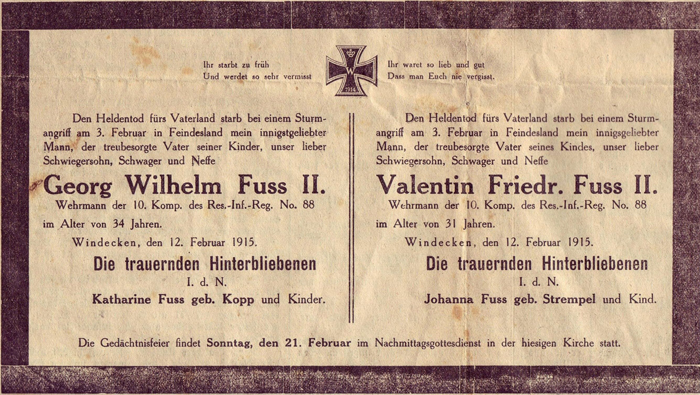 Ihr starbt zu früh
Und werdet so sehr vermisst
W
1914
Ihr waret so lieb und gut
Dass man Euch nie vergisst.
Den Heldentod fürs Vaterland starb bei einem Sturm-
angriff am 3. Februar in Feindesland mein innigstgeliebter
Mann, der treubesorgte Vater seiner Kinder, unser lieber
Schwiegersohn, Schwager und Neffe
Georg Wilhelm Fuss II.
Wehrmann der 10. Komp. des Res.-Inf.-Reg. No. 88
im Alter von 34 Jahren.
Windecken, den 12. Februar 1915.
Die trauernden Hinterbliebenen
I. d. N.
Katharine Fuss geb. Kopp und Kinder.
Den Heldentod fürs Vaterland starb bei einem Sturm-
angriff am 3. Februar in Feindesland mein innigsgeliebter
Mann, der treubesorgte Vater seines Kindes, unser lieber
Schwiegersohn, Schwager und Neffe
Valentin Friedr. Fuss II.
Wehrmann der 10. Komp. des Res.-Inf.-Reg. No. 88
im Alter von 31 Jahren.
Windecken, den 12. Februar 1915.
Die trauernden Hinterbliebenen
I. d. N.
Johanna Fuss geb. Strempel und Kind.
Die Gedächtnisfeier findet Sonntag, den 21. Februar im Nachmittagsgottesdienst in der hiesigen Kirche statt.